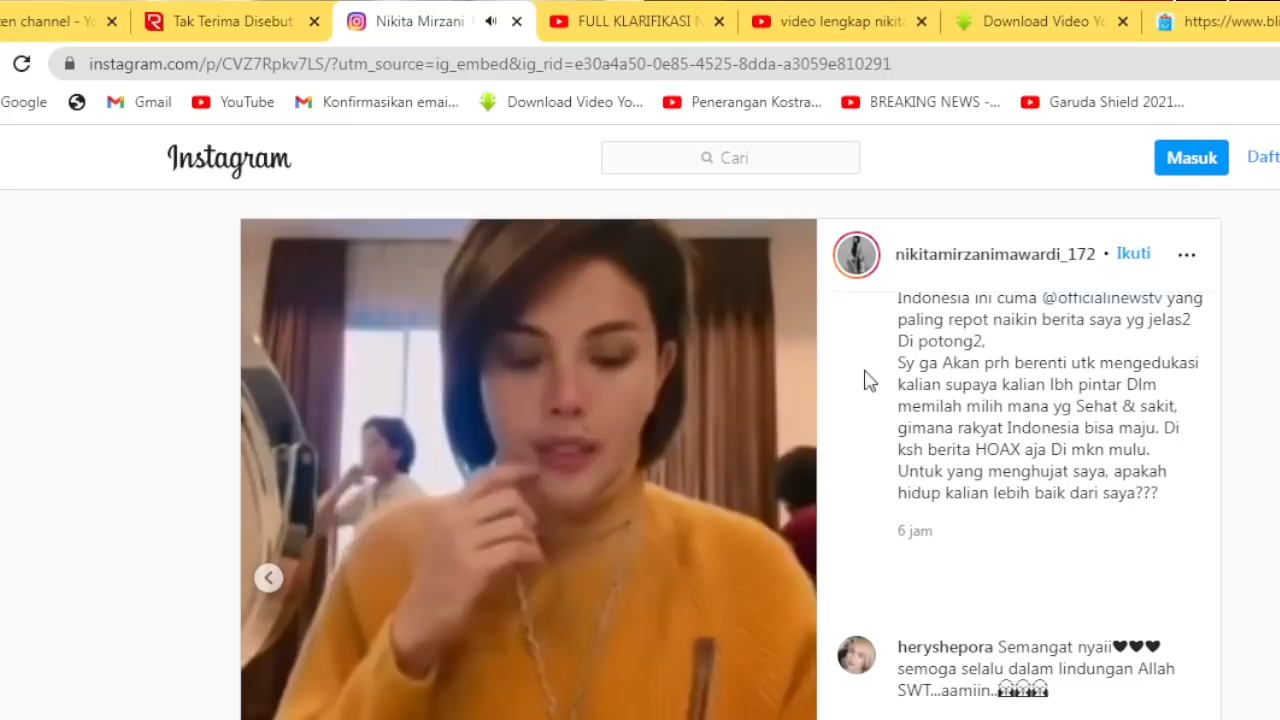 en channel - Yo
Tak Terima Disebut
Nikita Mirzani
FULL KLARIFIKASI N
video lengkap nikita
Download Video Yo
https://www.bli
instagram.com/p/CVZ7Rpkv7LS/?utm_source=ig_embed&ig_rid=e30a4a50-0e85-4525-8dda-a3059e810291
Google
Gmail
YouTube
Konfirmasikan emai...
Download Video Yo...
Penerangan Kostra...
BREAKING NEWS -...
Garuda Shield 2021...
Instagram
Cari
Masuk
Daft
nikitamirzanimawardi_172 • Ikuti
Indonesia ini cuma @officialinewstv yang
paling repot naikin berita saya yg jelas2
Di potong2,
Sy ga Akan prh berenti utk mengedukasi
kalian supaya kalian lbh pintar Dlm
memilah milih mana yg Sehat & sakit,
gimana rakyat Indonesia bisa maju. Di
ksh berita HOAX aja Di mkn mulu.
Untuk yang menghujat saya, apakah
hidup kalian lebih baik dari saya???
6 jam
heryshepora Semangat nyaii🖤🖤🖤
semoga selalu dalam lindungan Allah
SWT...aamiin..